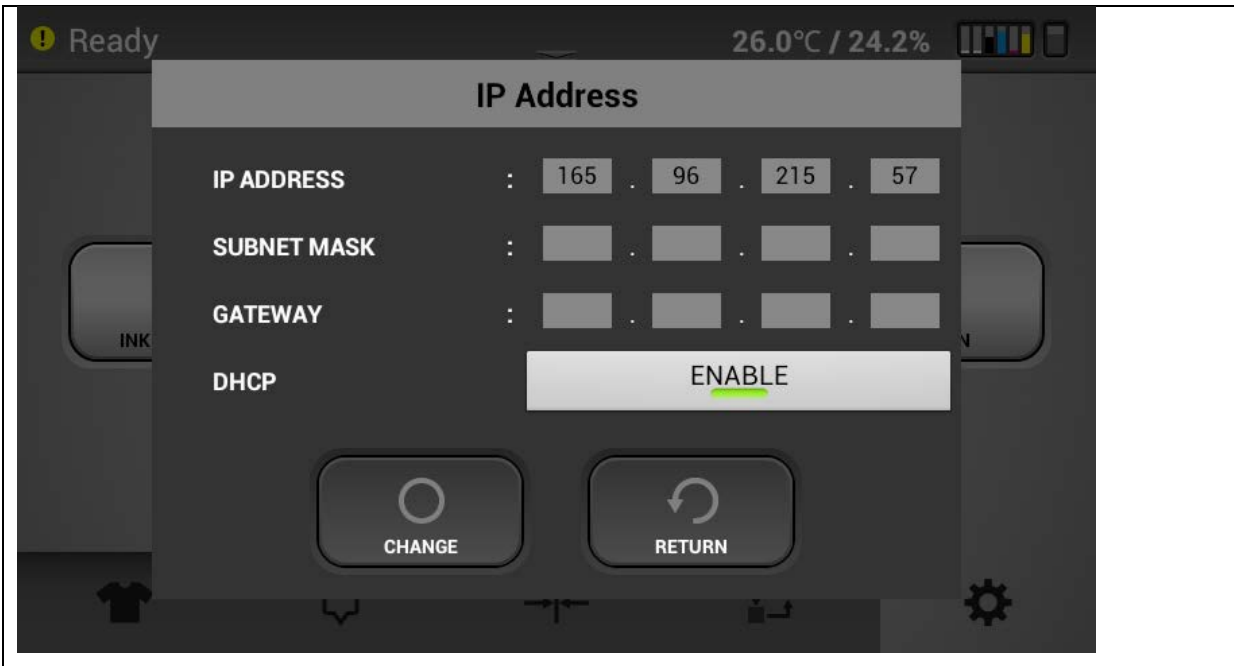 ! Ready 26.0°C / 24.2%
IP Address
IP ADDRESS : 165 . 96 . 215 . 57
SUBNET MASK : . . .
GATEWAY : . . .
DHCP ENABLE
INK N
CHANGE RETURN